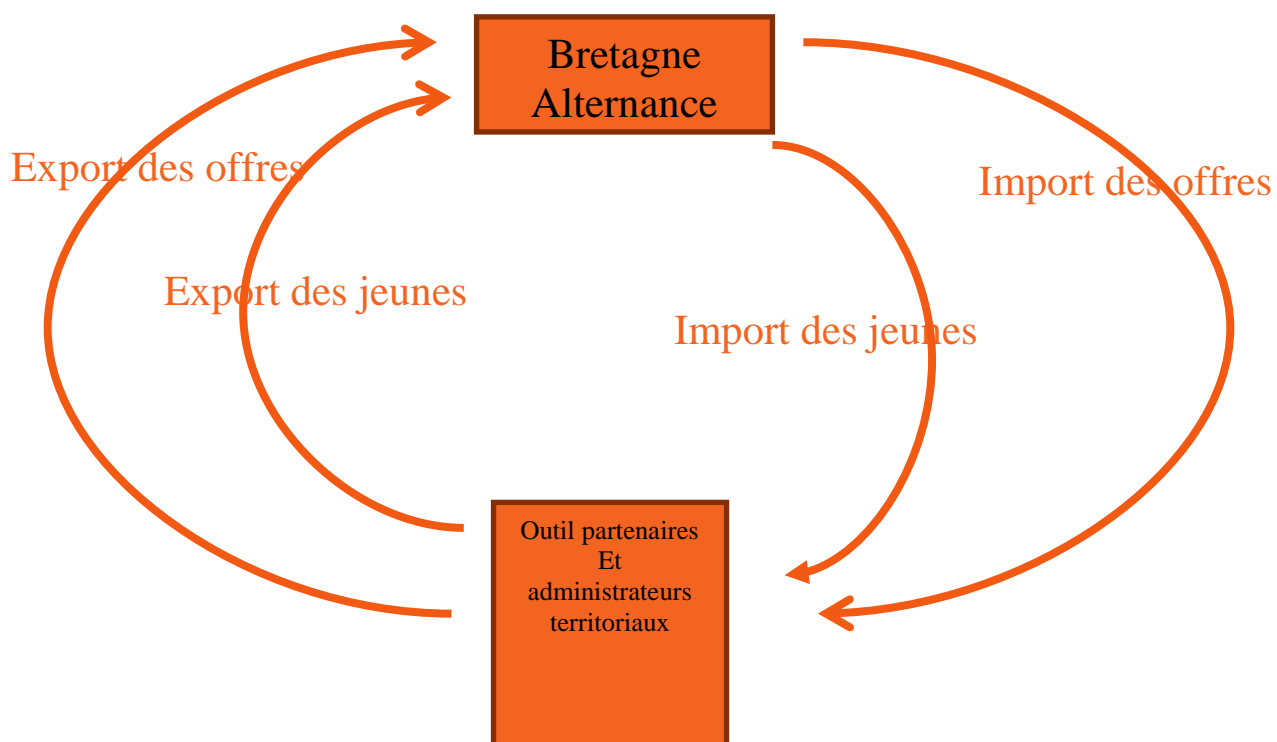 Bretagne
Alternance
Export des offres
Import des offres
Export des jeunes
Import des jeunes
Outil partenaires
Et
administrateurs
territoriaux